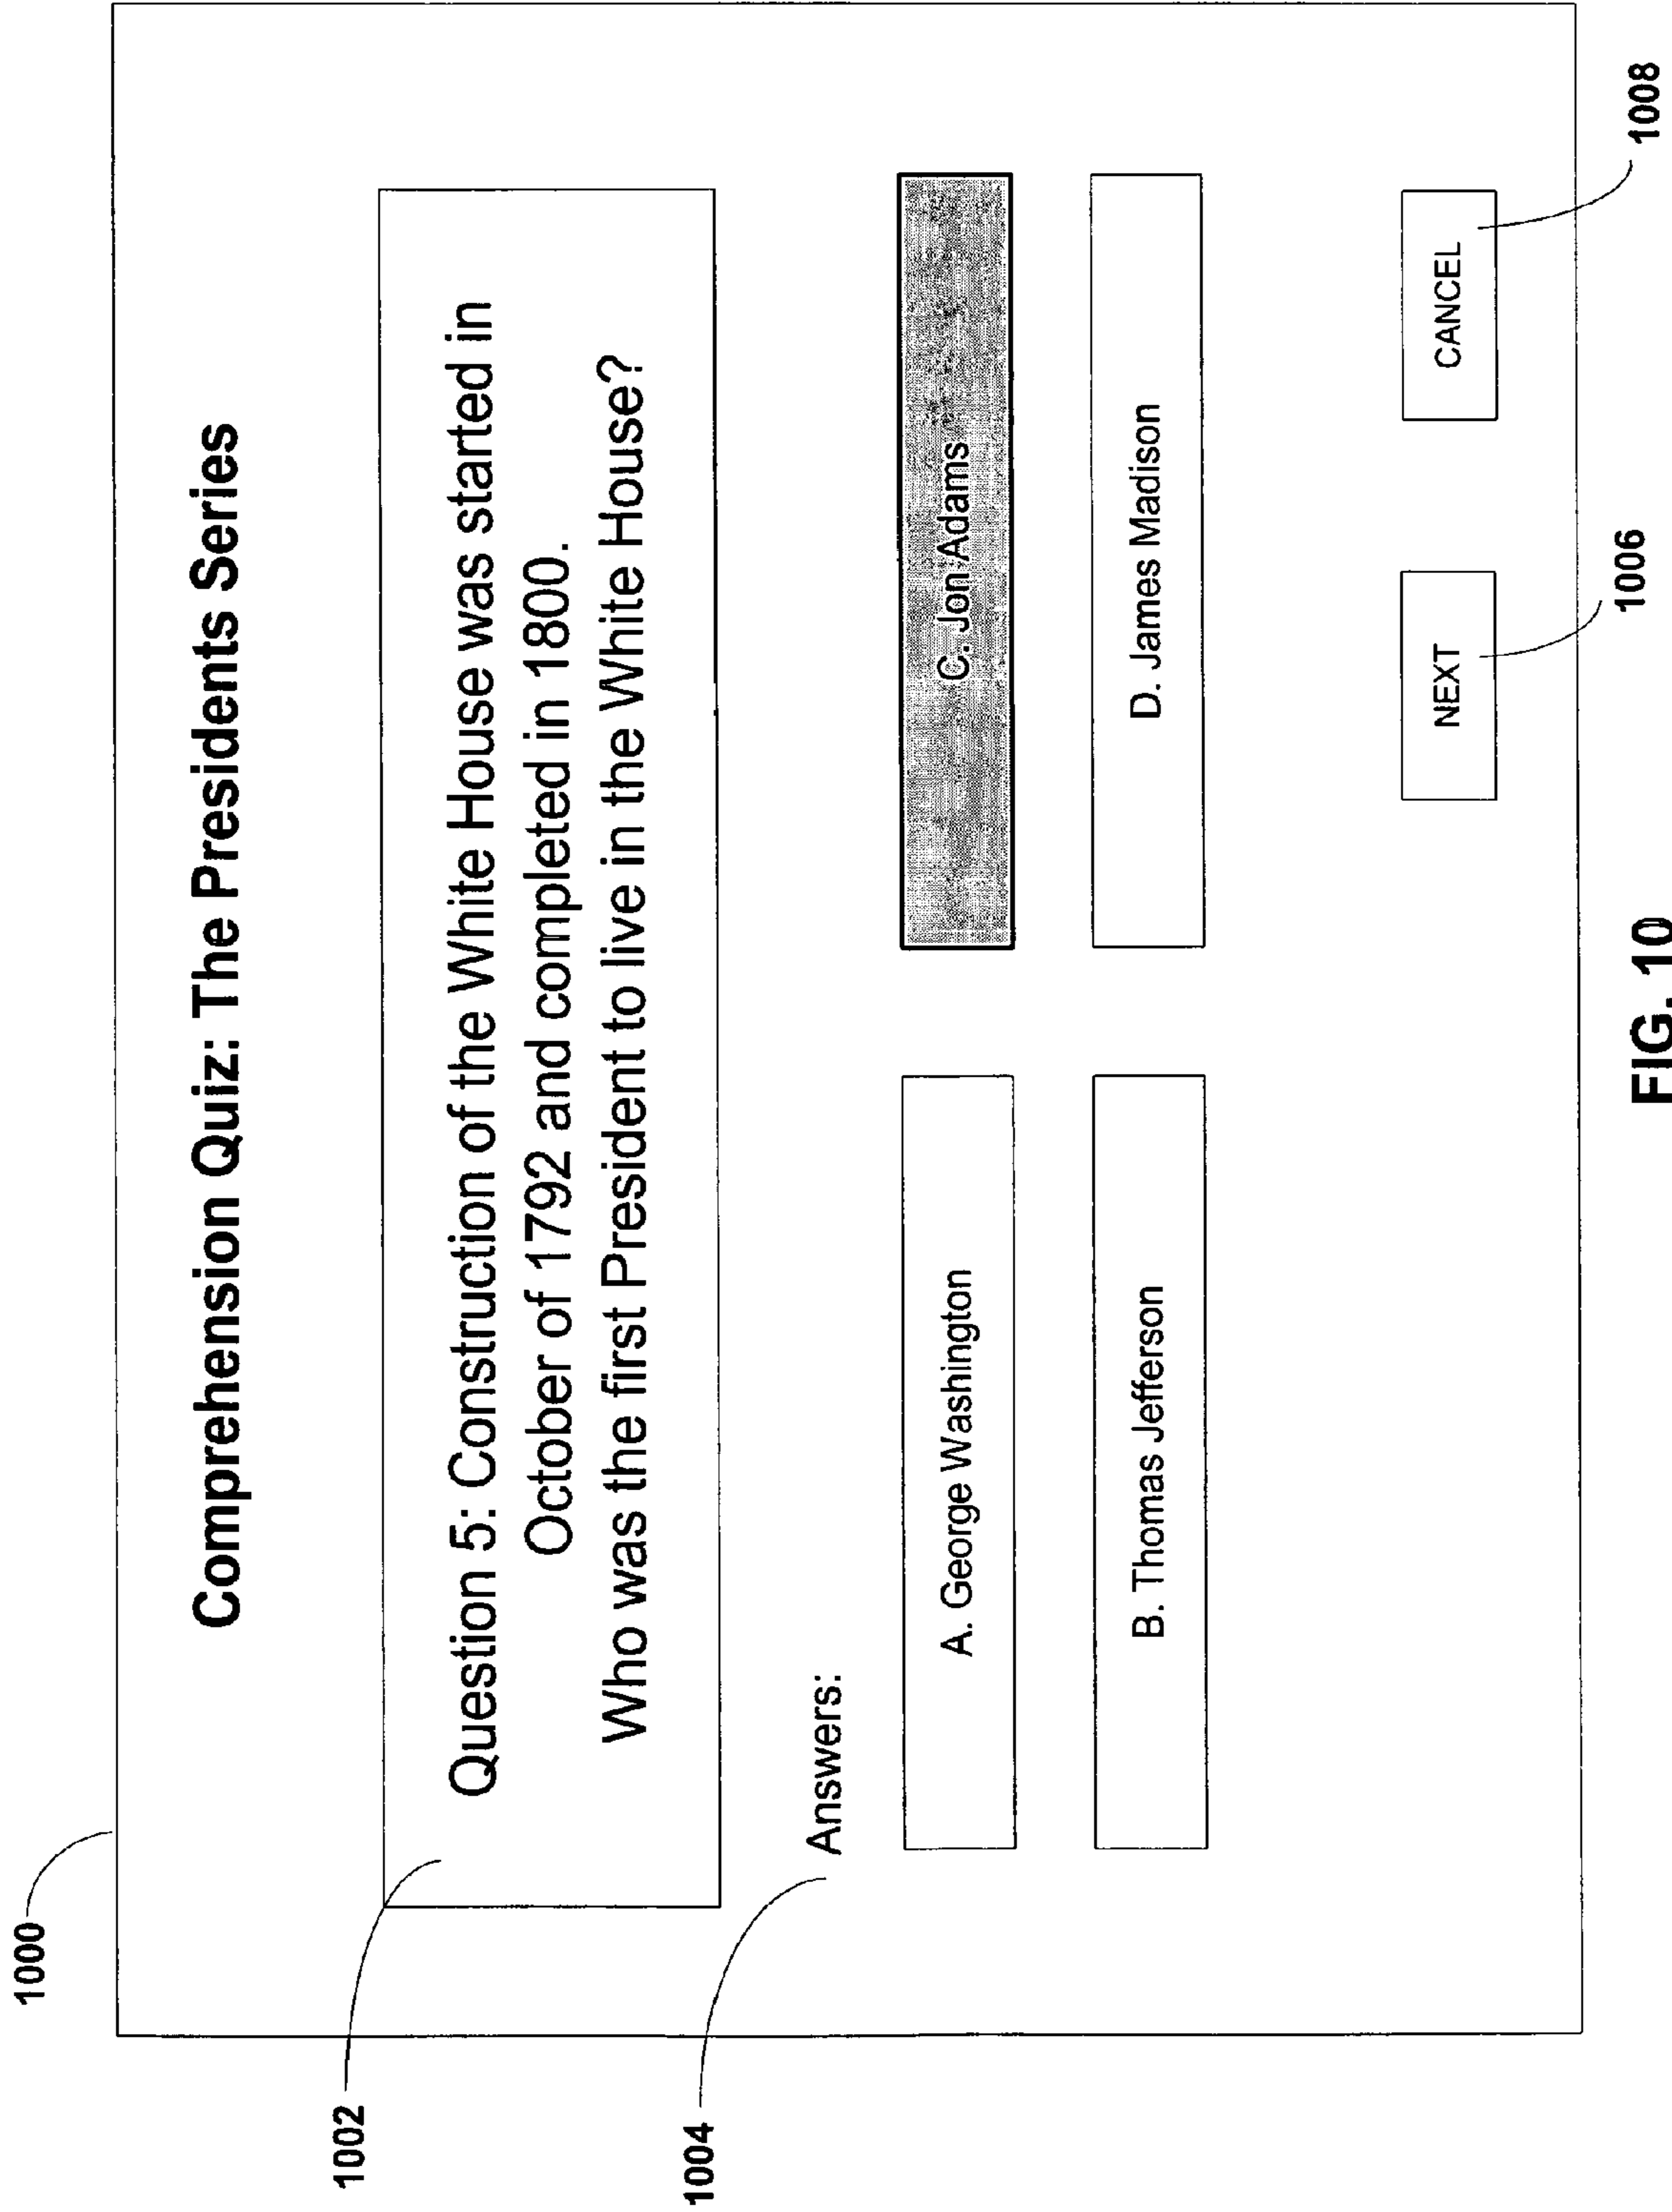 1000
Comprehension Quiz: The Presidents Series
1002
Question 5: Construction of the White House was started in
October of 1792 and completed in 1800.
Who was the first President to live in the White House?
1004
Answers:
A. George Washington
C. Jon Adams
B. Thomas Jefferson
D. James Madison
NEXT
CANCEL
1006
1008
FIG. 10